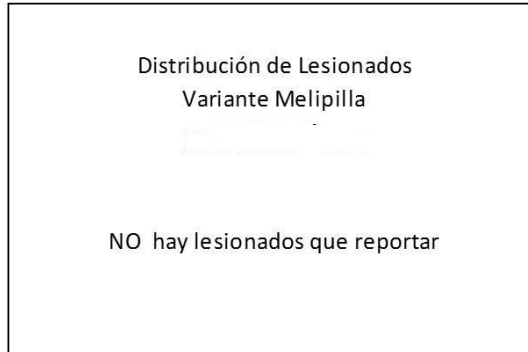 Distribución de Lesionados
Variante Melipilla
NO hay lesionados que reportar